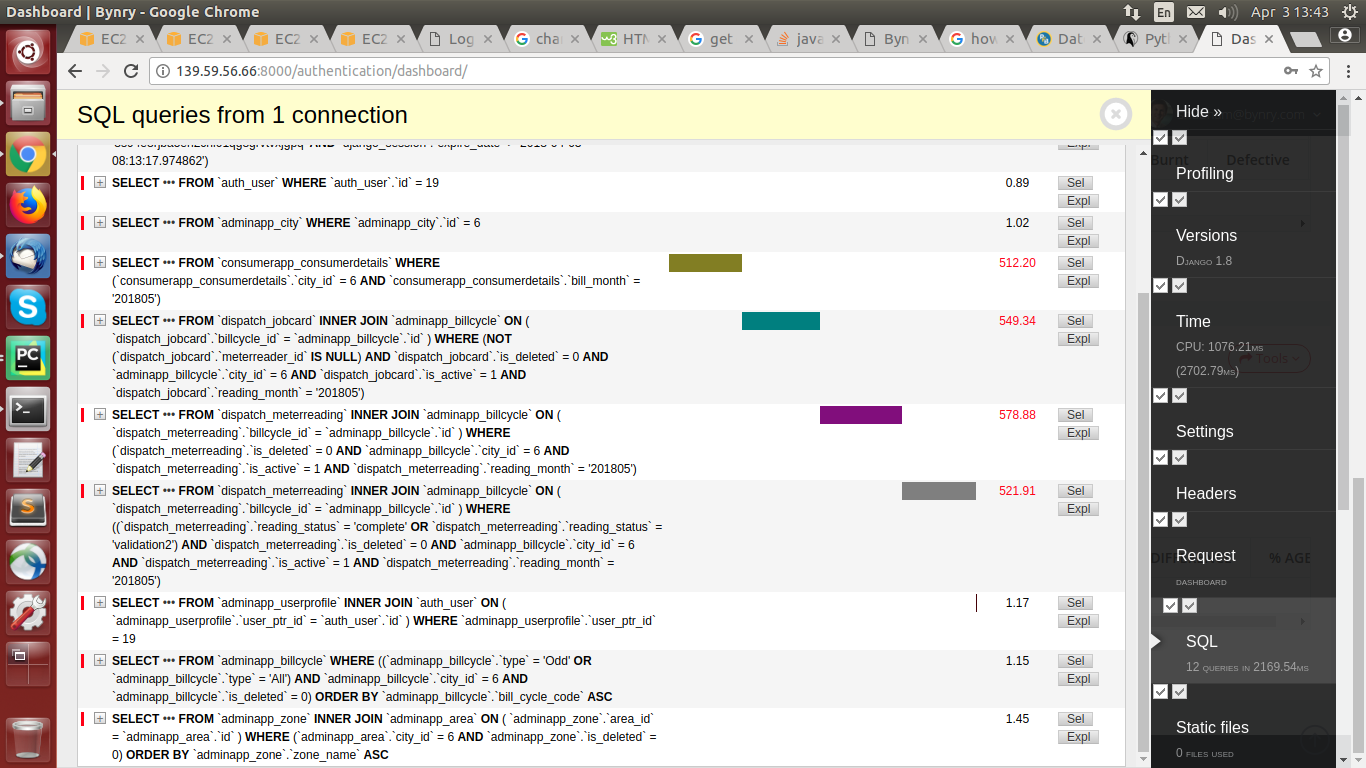 Dashboard | Bynry - Google Chrome
En
Apr 3 13:43
EC2
EC2
EC2
EC2
Log
cha
HTM
get
java
Byn
how
Dat
Pyth
Das
139.59.56.66:8000/authentication/dashboard/
SQL queries from 1 connection
Hide »
@bynry.com
08:13:17.974862')
Expl
Burnt
Defective
+ SELECT ••• FROM `auth_user` WHERE `auth_user`.`id` = 19 0.89 Sel
Expl
Profiling
+ SELECT ••• FROM `adminapp_city` WHERE `adminapp_city`.`id` = 6 1.02 Sel
Expl
Versions
Django 1.8
+ SELECT ••• FROM `consumerapp_consumerdetails` WHERE 512.20 Sel
(`consumerapp_consumerdetails`.`city_id` = 6 AND `consumerapp_consumerdetails`.`bill_month` = Expl
'201805')
+ SELECT ••• FROM `dispatch_jobcard` INNER JOIN `adminapp_billcycle` ON ( 549.34 Sel
`dispatch_jobcard`.`billcycle_id` = `adminapp_billcycle`.`id` ) WHERE (NOT Expl
(`dispatch_jobcard`.`meterreader_id` IS NULL) AND `dispatch_jobcard`.`is_deleted` = 0 AND
`adminapp_billcycle`.`city_id` = 6 AND `dispatch_jobcard`.`is_active` = 1 AND
`dispatch_jobcard`.`reading_month` = '201805')
Time
CPU: 1076.21ms
(2702.79ms)
Tools
+ SELECT ••• FROM `dispatch_meterreading` INNER JOIN `adminapp_billcycle` ON ( 578.88 Sel
`dispatch_meterreading`.`billcycle_id` = `adminapp_billcycle`.`id` ) WHERE Expl
(`dispatch_meterreading`.`is_deleted` = 0 AND `adminapp_billcycle`.`city_id` = 6 AND
`dispatch_meterreading`.`is_active` = 1 AND `dispatch_meterreading`.`reading_month` = '201805')
Settings
+ SELECT ••• FROM `dispatch_meterreading` INNER JOIN `adminapp_billcycle` ON ( 521.91 Sel
`dispatch_meterreading`.`billcycle_id` = `adminapp_billcycle`.`id` ) WHERE Expl
((`dispatch_meterreading`.`reading_status` = 'complete' OR `dispatch_meterreading`.`reading_status` =
'validation2') AND `dispatch_meterreading`.`is_deleted` = 0 AND `adminapp_billcycle`.`city_id` = 6
AND `dispatch_meterreading`.`is_active` = 1 AND `dispatch_meterreading`.`reading_month` =
'201805')
Headers
Request
dashboard
% AGE
+ SELECT ••• FROM `adminapp_userprofile` INNER JOIN `auth_user` ON ( 1.17 Sel
`adminapp_userprofile`.`user_ptr_id` = `auth_user`.`id` ) WHERE `adminapp_userprofile`.`user_ptr_id` Expl
= 19
+ SELECT ••• FROM `adminapp_billcycle` WHERE ((`adminapp_billcycle`.`type` = 'Odd' OR 1.15 Sel
`adminapp_billcycle`.`type` = 'All') AND `adminapp_billcycle`.`city_id` = 6 AND Expl
`adminapp_billcycle`.`is_deleted` = 0) ORDER BY `adminapp_billcycle`.`bill_cycle_code` ASC
SQL
12 queries in 2169.54ms
+ SELECT ••• FROM `adminapp_zone` INNER JOIN `adminapp_area` ON ( `adminapp_zone`.`area_id` 1.45 Sel
= `adminapp_area`.`id` ) WHERE (`adminapp_area`.`city_id` = 6 AND `adminapp_zone`.`is_deleted` = Expl
0) ORDER BY `adminapp_zone`.`zone_name` ASC
Static files
0 files used